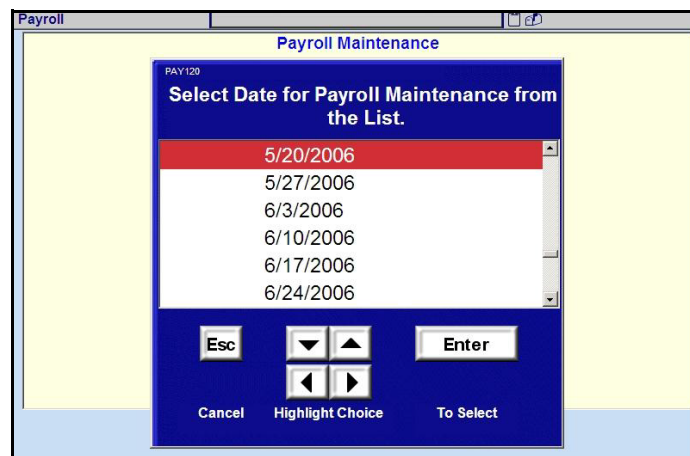 Payroll
Payroll Maintenance
PAY120
Select Date for Payroll Maintenance from
the List.
5/20/2006
5/27/2006
6/3/2006
6/10/2006
6/17/2006
6/24/2006
Esc
Enter
Cancel
Highlight Choice
To Select